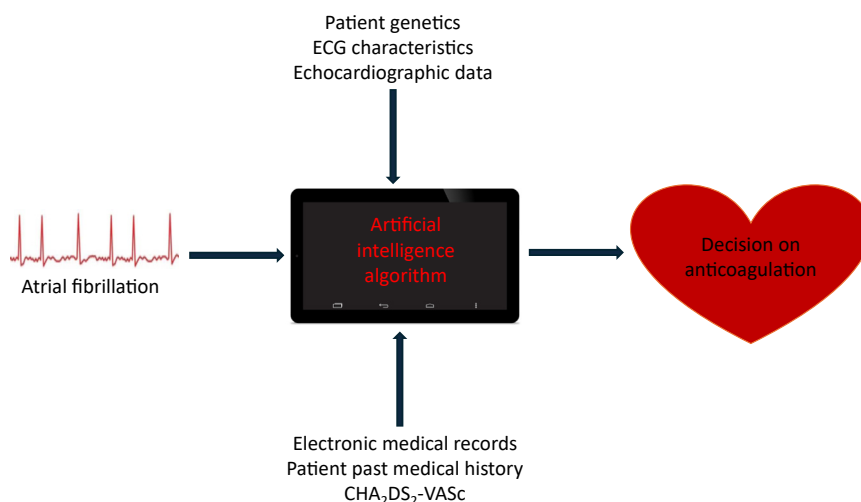 Patient genetics
ECG characteristics
Echocardiographic data
Artificial
intelligence
algorithm
Decision on
anticoagulation
Atrial fibrillation
Electronic medical records
Patient past medical history
CHA₂DS₂-VASc